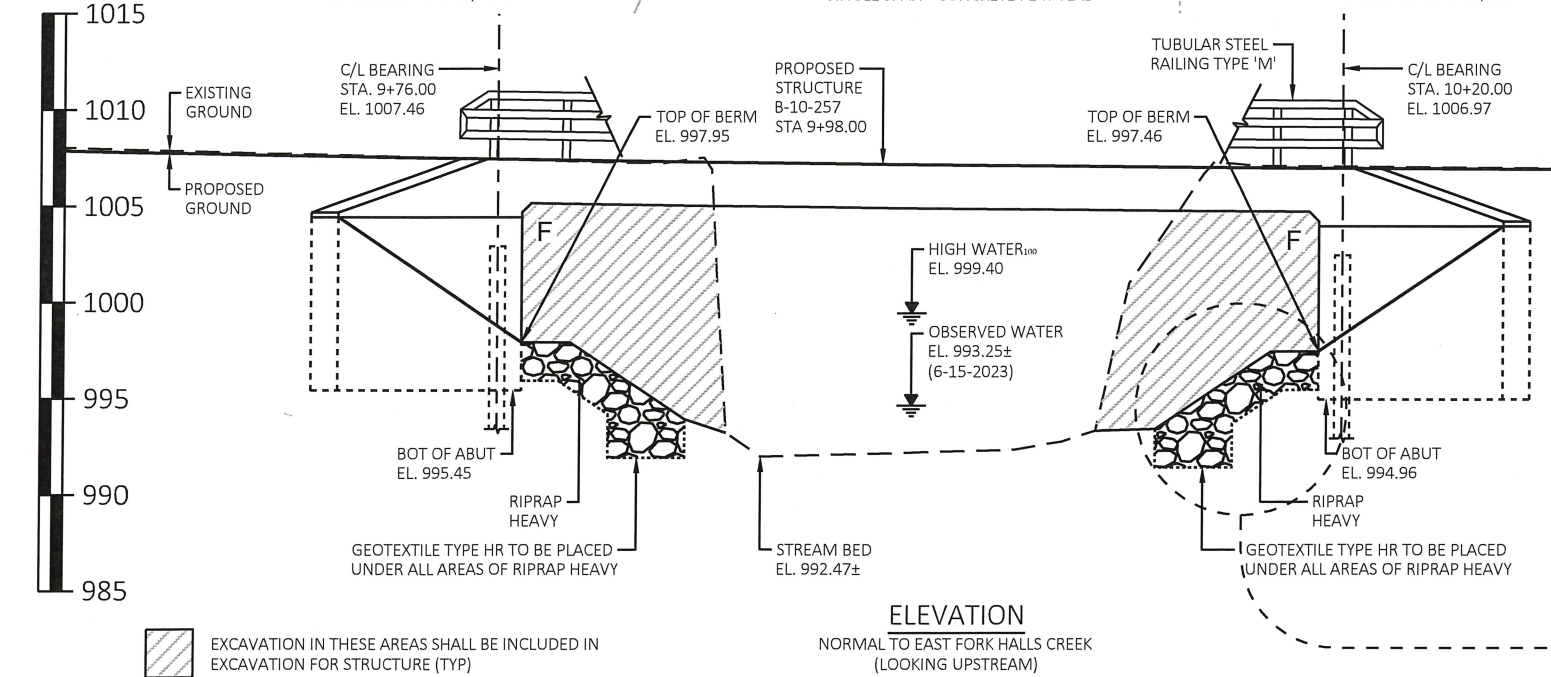 1015
1010
1005
1000
995
990
985
EXISTING
GROUND
PROPOSED
GROUND
C/L BEARING
STA. 9+76.00
EL. 1007.46
TOP OF BERM
EL. 997.95
PROPOSED
STRUCTURE
B-10-257
STA 9+98.00
TUBULAR STEEL
RAILING TYPE 'M'
TOP OF BERM
EL. 997.46
C/L BEARING
STA. 10+20.00
EL. 1006.97
F
F
HIGH WATER100
EL. 999.40
OBSERVED WATER
EL. 993.25±
(6-15-2023)
BOT OF ABUT
EL. 995.45
RIPRAP
HEAVY
GEOTEXTILE TYPE HR TO BE PLACED
UNDER ALL AREAS OF RIPRAP HEAVY
STREAM BED
EL. 992.47±
BOT OF ABUT
EL. 994.96
RIPRAP
HEAVY
GEOTEXTILE TYPE HR TO BE PLACED
UNDER ALL AREAS OF RIPRAP HEAVY
EXCAVATION IN THESE AREAS SHALL BE INCLUDED IN
EXCAVATION FOR STRUCTURE (TYP)
ELEVATION
NORMAL TO EAST FORK HALLS CREEK
(LOOKING UPSTREAM)